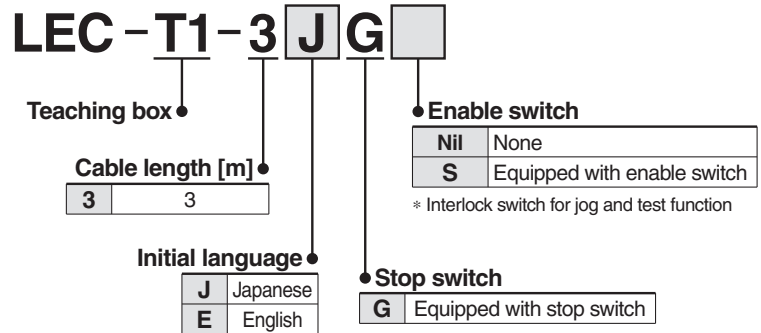 LEC-T1-3JG
Teaching box
Cable length [m]
3 3
Initial language
J Japanese
E English
Enable switch
Nil None
S Equipped with enable switch
* Interlock switch for jog and test function
Stop switch
G Equipped with stop switch